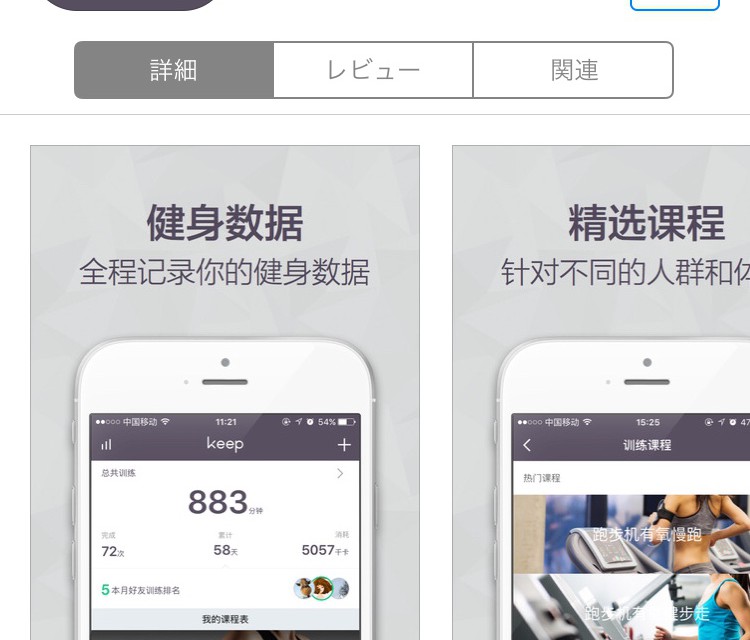 詳細
レビュー
関連
健身数据
全程记录你的健身数据
中国移动
11:21
54%
keep
总共训练
883分钟
完成
累计
消耗
72次
58天
5057千卡
5本月好友训练排名
我的课程表
精选课程
针对不同的人群和
中国移动
15:25
47
训练课程
热门课程
跑步机有氧慢跑
跑步机有氧健步走